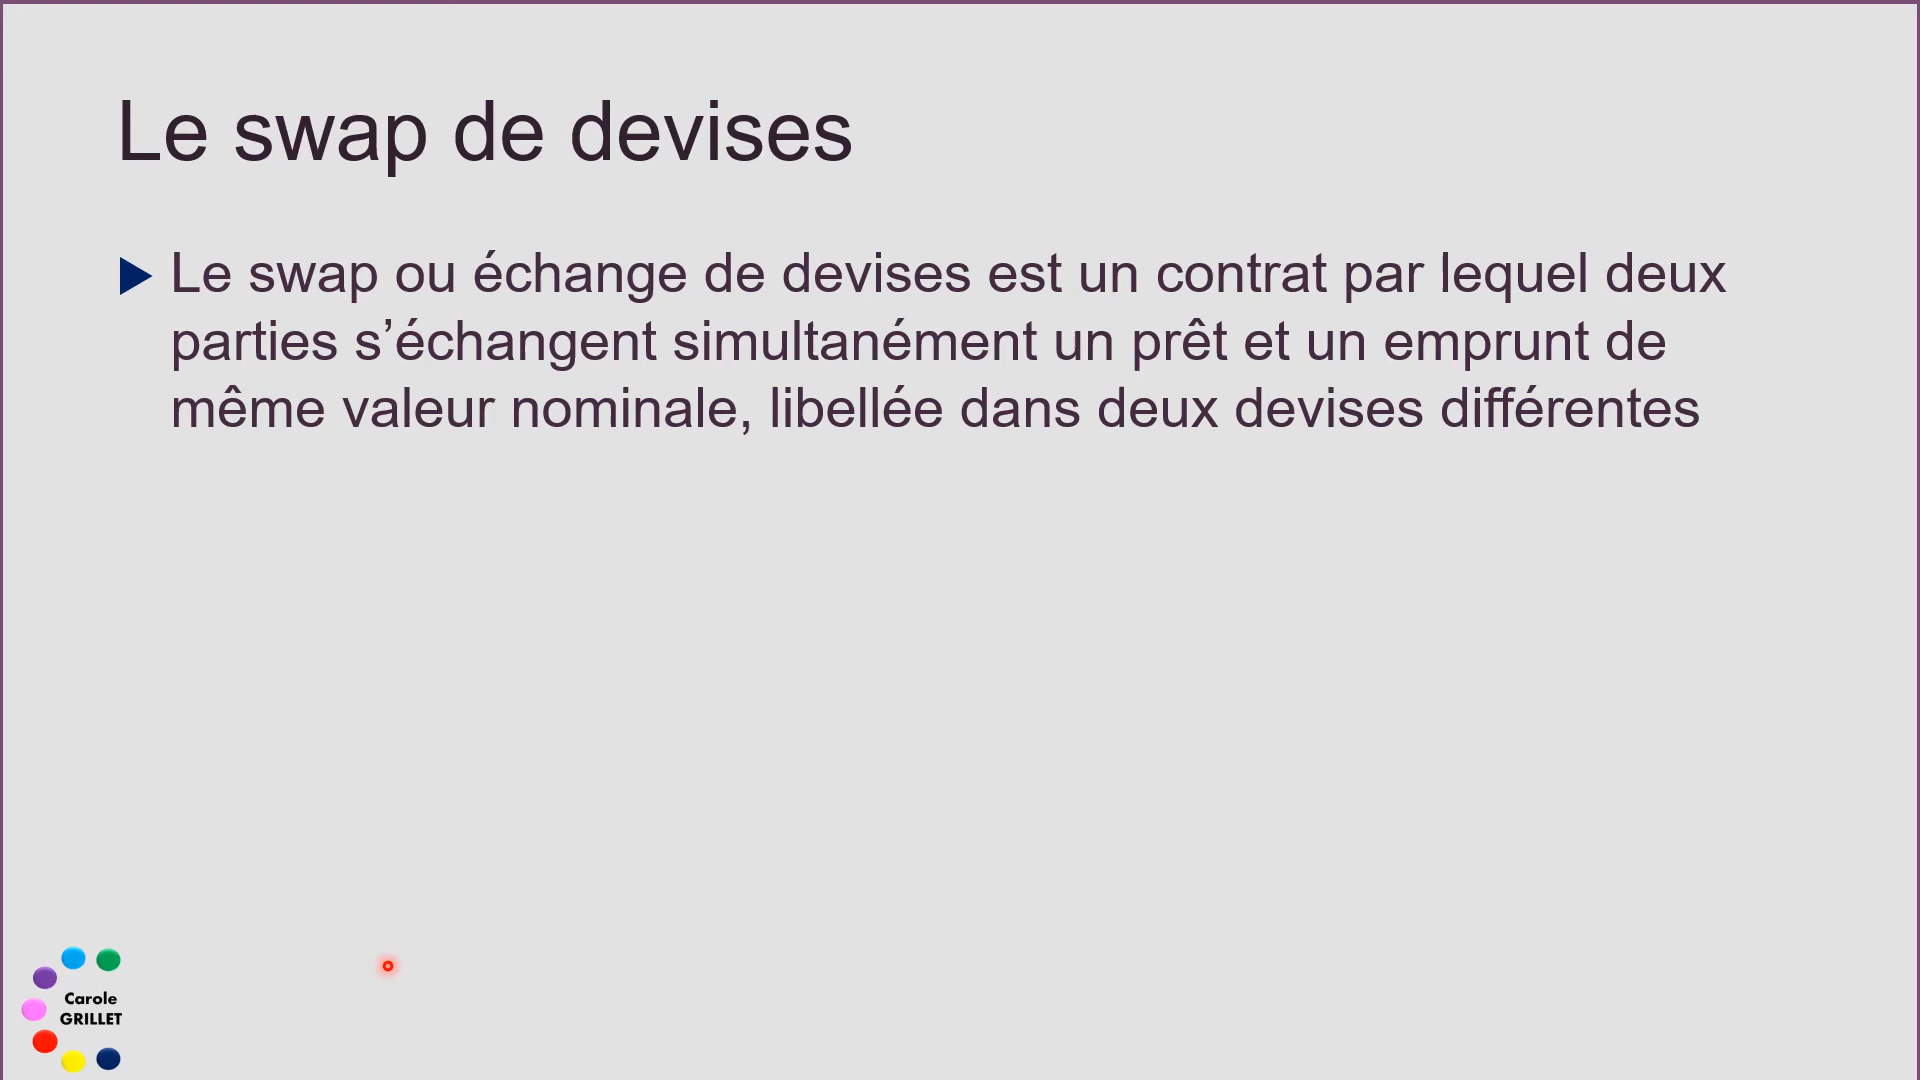 Le swap de devises
Le swap ou échange de devises est un contrat par lequel deux
parties s’échangent simultanément un prêt et un emprunt de
même valeur nominale, libellée dans deux devises différentes
Carole
GRILLET